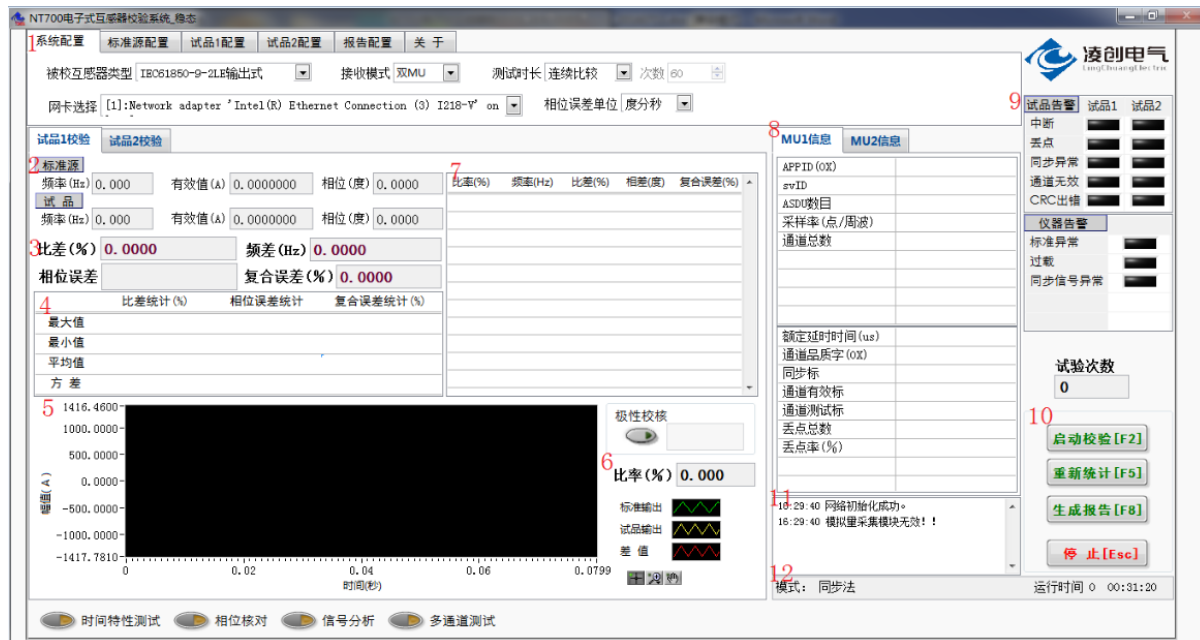 NT700电子式互感器校验系统_稳态
1 系统配置 标准源配置 试品1配置 试品2配置 报告配置 关 于
被校互感器类型 IEC61850-9-2LE输出式 接收模式 双MU 测试时长 连续比较 次数 60
网卡选择 [1]:Network adapter 'Intel(R) Ethernet Connection (3) I218-V' on 相位误差单位 度分秒
凌创电气
LingChuangElectric
试品1校验 试品2校验
2 标准源
频率(Hz) 0.000 有效值(A) 0.0000000 相位(度) 0.0000
试 品
频率(Hz) 0.000 有效值(A) 0.0000000 相位(度) 0.0000
3 比差(%) 0.0000 频差(Hz) 0.0000
相位误差 复合误差(%) 0.0000
4 比差统计(%) 相位误差统计 复合误差统计(%)
最大值
最小值
平均值
方 差
7
比率(%) 频率(Hz) 比差(%) 相差(度) 复合误差(%)
5
1416.4600
1000.0000
500.0000
0.0000
-500.0000
-1000.0000
-1417.7810
幅值(A)
0 0.02 0.04 0.06 0.0799
时间(秒)
极性校核
6
比率(%) 0.000
标准输出
试品输出
差 值
8
MU1信息 MU2信息
APPID(0X)
svID
ASDU数目
采样率(点/周波)
通道总数
额定延时时间(us)
通道品质字(0X)
同步标
通道有效标
通道测试标
丢点总数
丢点率(%)
11
16:29:40 网络初始化成功。
16:29:40 模拟量采集模块无效！！
12
模式： 同步法
9 试品告警 试品1 试品2
中断
丢点
同步异常
通道无效
CRC出错
仪器告警
标准异常
过载
同步信号异常
试验次数
0
10
启动校验[F2]
重新统计[F5]
生成报告[F8]
停 止[Esc]
运行时间 0 00:31:20
时间特性测试 相位核对 信号分析 多通道测试